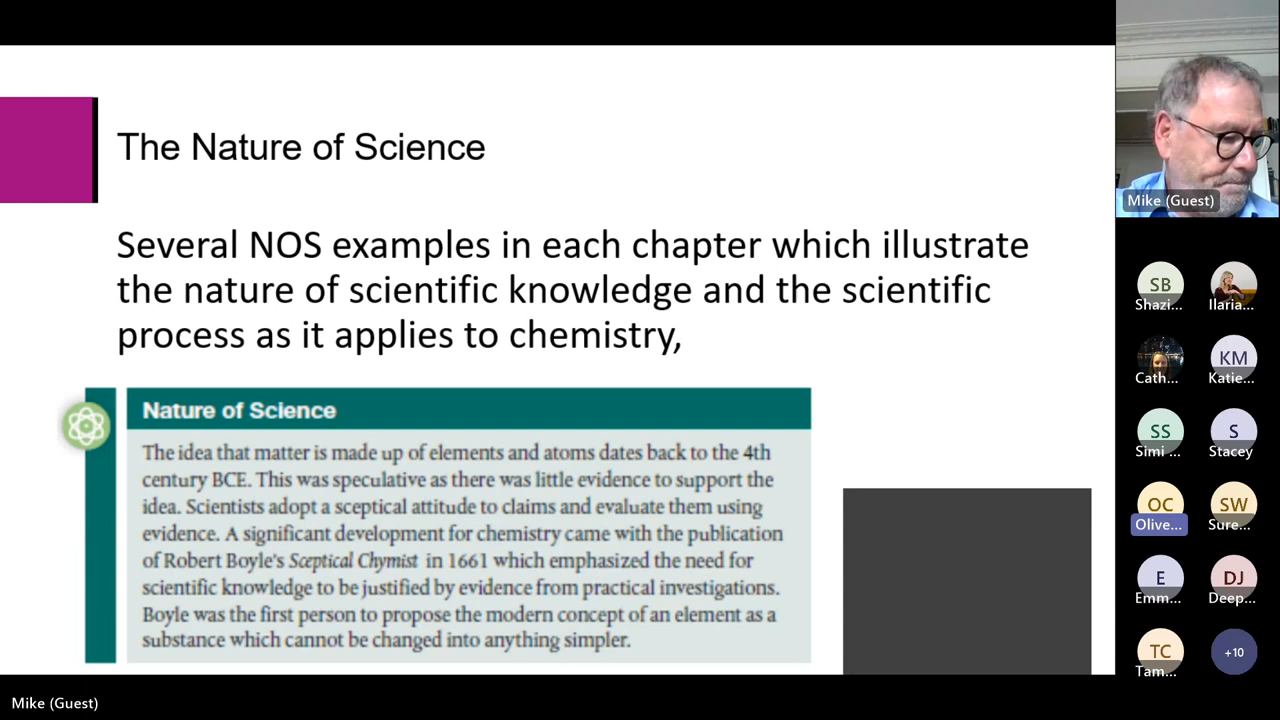 The Nature of Science
Several NOS examples in each chapter which illustrate
the nature of scientific knowledge and the scientific
process as it applies to chemistry,
Nature of Science
The idea that matter is made up of elements and atoms dates back to the 4th
century BCE. This was speculative as there was little evidence to support the
idea. Scientists adopt a sceptical attitude to claims and evaluate them using
evidence. A significant development for chemistry came with the publication
of Robert Boyle's Sceptical Chymist in 1661 which emphasized the need for
scientific knowledge to be justified by evidence from practical investigations.
Boyle was the first person to propose the modern concept of an element as a
substance which cannot be changed into anything simpler.
Mike (Guest)
SB
Shazi...
Ilaria...
Cath...
KM
Katie...
SS
Simi ...
S
Stacey
OC
Olive...
SW
Sure...
E
Emm...
DJ
Deep...
TC
Tam...
+10
Mike (Guest)